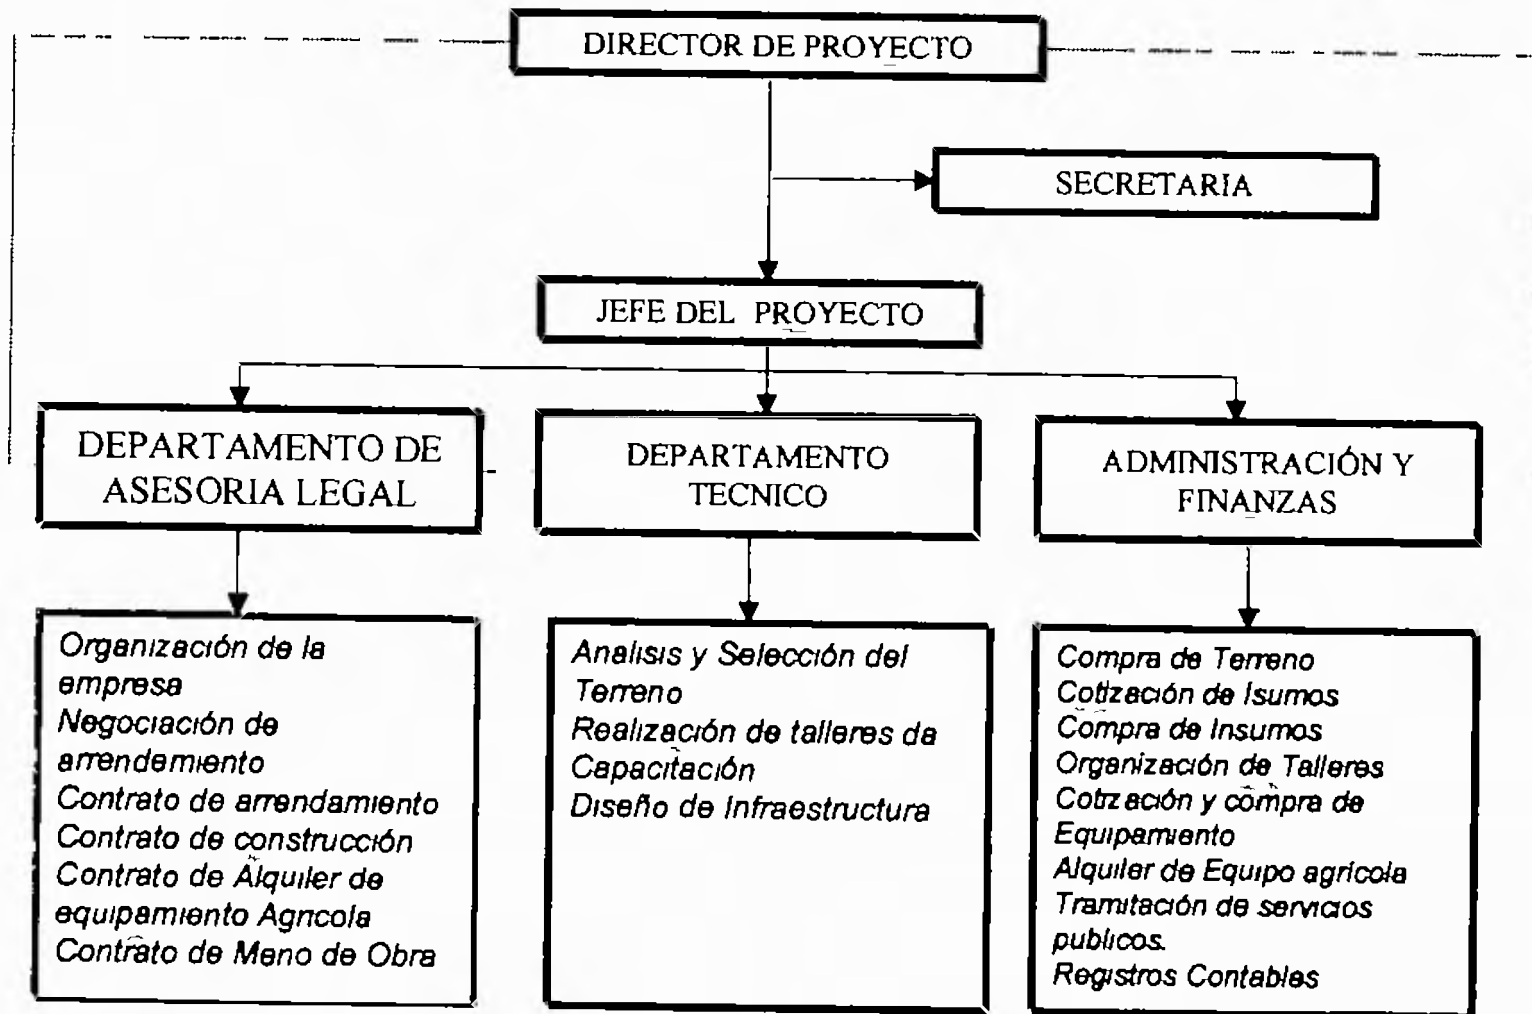 DIRECTOR DE PROYECTO
SECRETARIA
JEFE DEL PROYECTO
DEPARTAMENTO DE
ASESORIA LEGAL
DEPARTAMENTO
TECNICO
ADMINISTRACIÓN Y
FINANZAS
Organización de la
empresa
Negociación de
arrendemiento
Contrato de arrendamiento
Contrato de construcción
Contrato de Alquiler de
equipamiento Agricola
Contrato de Meno de Obra
Analisis y Selección del
Terreno
Realización de talleres da
Capacitación
Diseño de Infraestructura
Compra de Terreno
Cotización de Isumos
Compra de Insumos
Organización de Talleres
Cotización y compra de
Equipamiento
Alquiler de Equipo agrícola
Tramitación de servicios
publicos.
Registros Contables